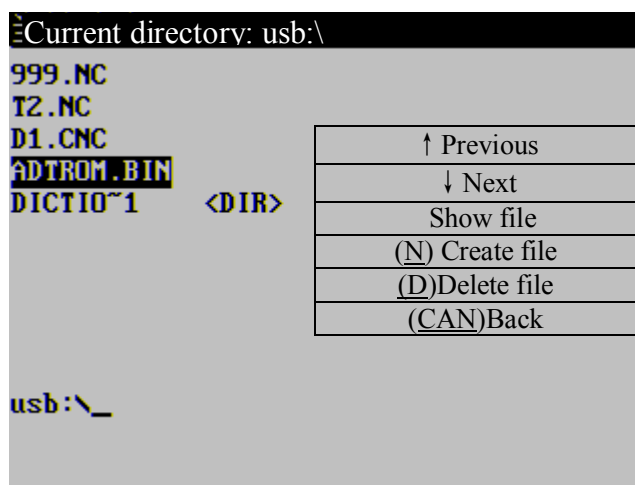 Current directory: usb:\
999.NC
T2.NC
D1.CNC
ADTROM.BIN
DICTIO~1 <DIR>
↑ Previous
↓ Next
Show file
(N) Create file
(D)Delete file
(CAN)Back
usb:\_